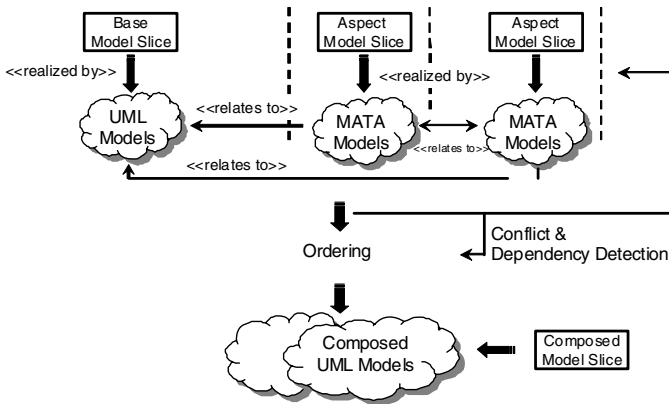 Base
Model Slice
Aspect
Model Slice
Aspect
Model Slice
<<realized by>>
<<realized by>>
UML
Models
<<relates to>>
MATA
Models
<<relates to>>
MATA
Models
<<relates to>>
Ordering
Conflict &
Dependency Detection
Composed
UML Models
Composed
Model Slice